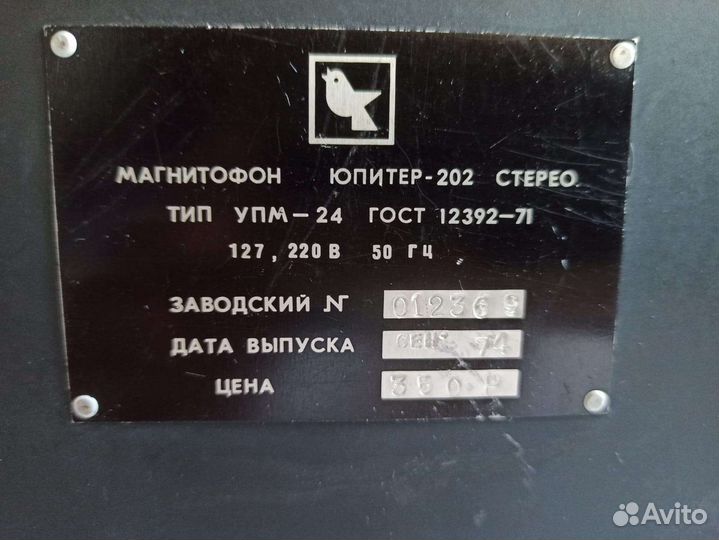 МАГНИТОФОН ЮПИТЕР-202 СТЕРЕО
ТИП УПМ-24 ГОСТ 12392-71
127, 220 В 50 ГЦ
ЗАВОДСКИЙ N 012369
ДАТА ВЫПУСКА СЕН. 74
ЦЕНА 350 Р
Avito